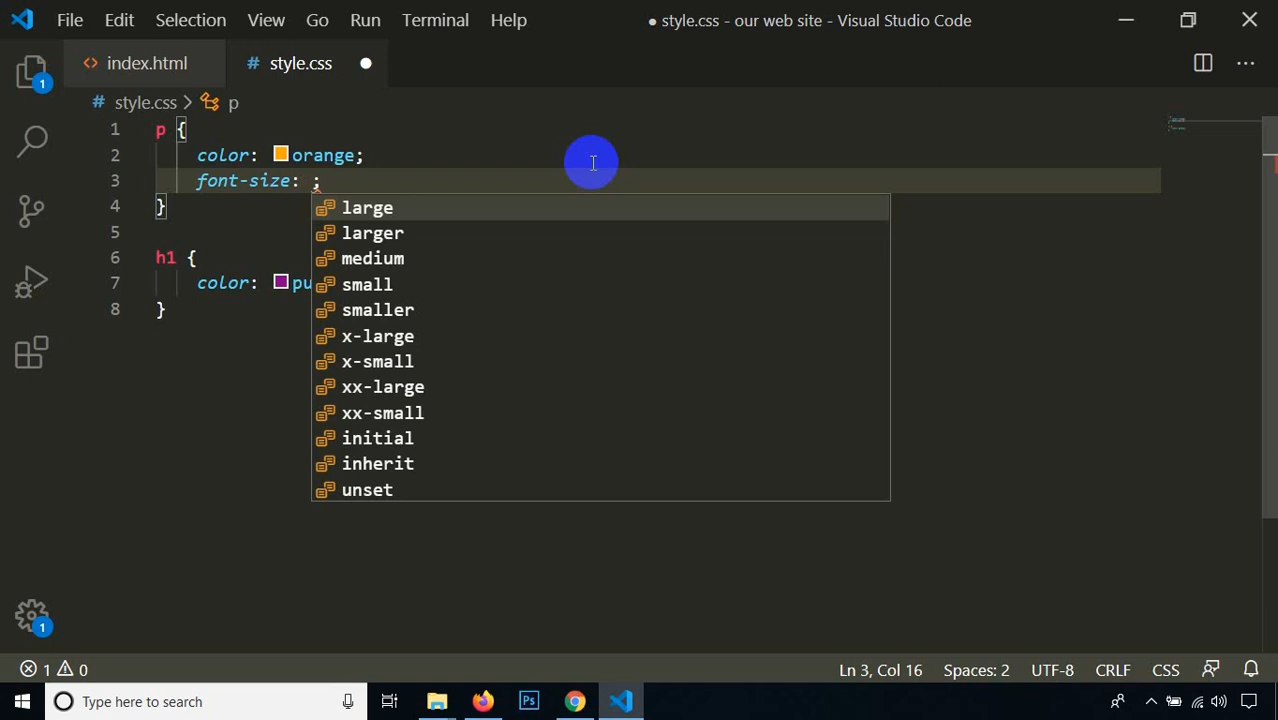 File Edit Selection View Go Run Terminal Help ● style.css - our web site - Visual Studio Code
1 <> index.html # style.css ●
# style.css > p
1 p {
2 color: orange;
3 font-size: ;
4 }
5
6 h1 {
7 color: pu
8 }
large
larger
medium
small
smaller
x-large
x-small
xx-large
xx-small
initial
inherit
unset
1
1 0 Ln 3, Col 16 Spaces: 2 UTF-8 CRLF CSS
Type here to search Ps